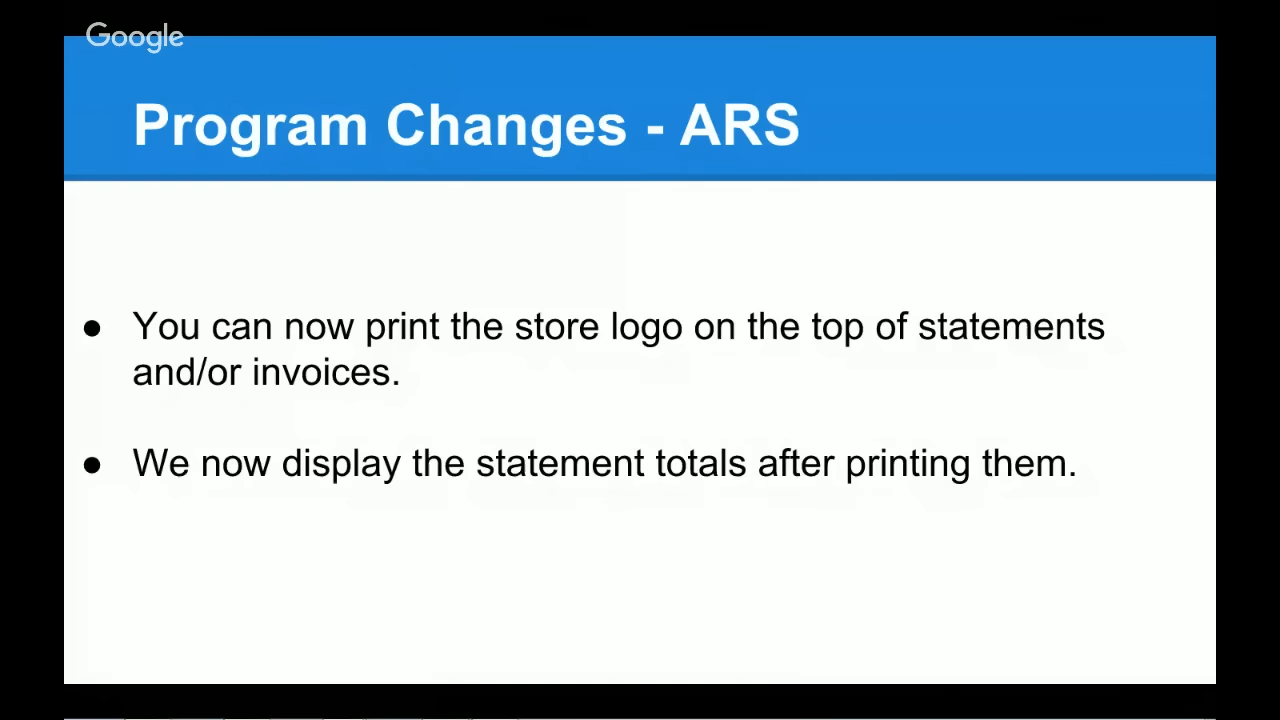 Google
Program Changes - ARS
● You can now print the store logo on the top of statements
and/or invoices.
● We now display the statement totals after printing them.